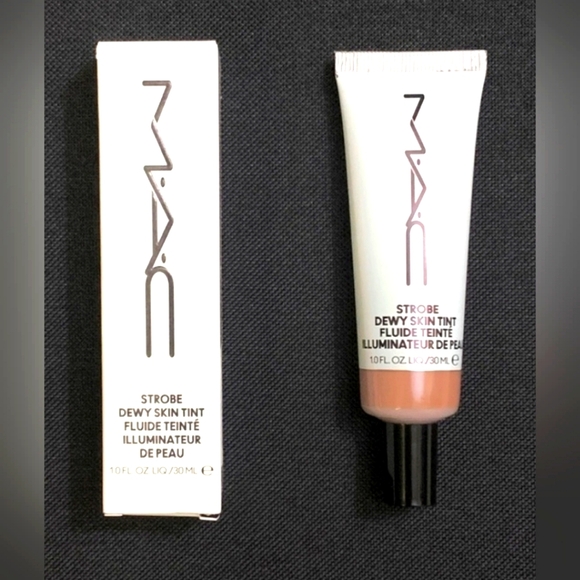 MAC
STROBE
DEWY SKIN TINT
FLUIDE TEINTÉ
ILLUMINATEUR
DE PEAU
1.0 FL. OZ. LIQ./30 ML ℮
MAC
STROBE
DEWY SKIN TINT
FLUIDE TEINTÉ
ILLUMINATEUR DE PEAU
1.0 FL. OZ. LIQ./30 ML ℮